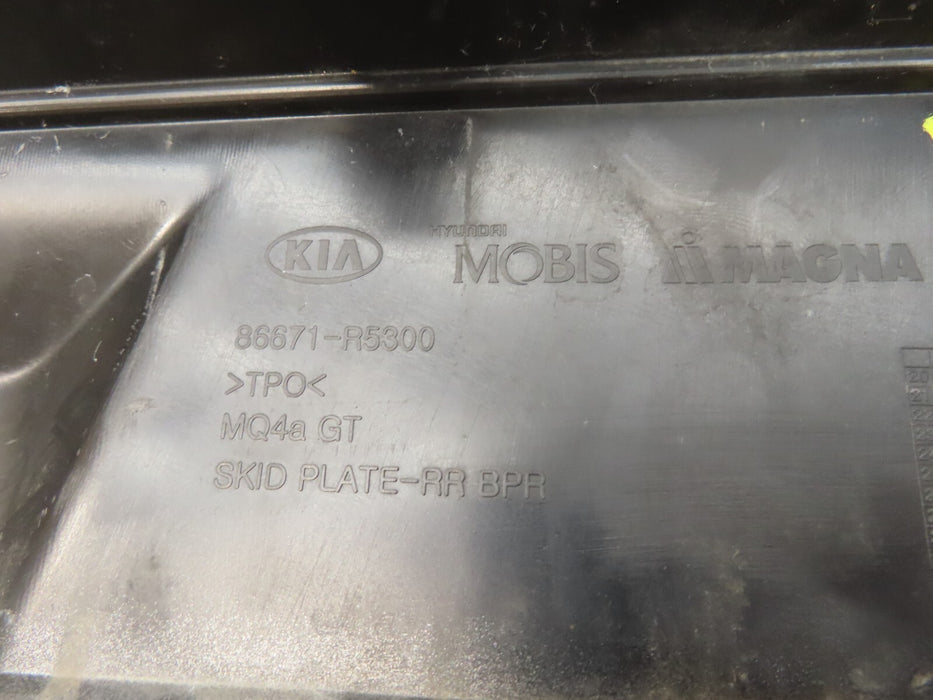 KIA HYUNDAI MOBIS MAGNA
86671-R5300
>TPO<
MQ4a GT
SKID PLATE-RR BPR